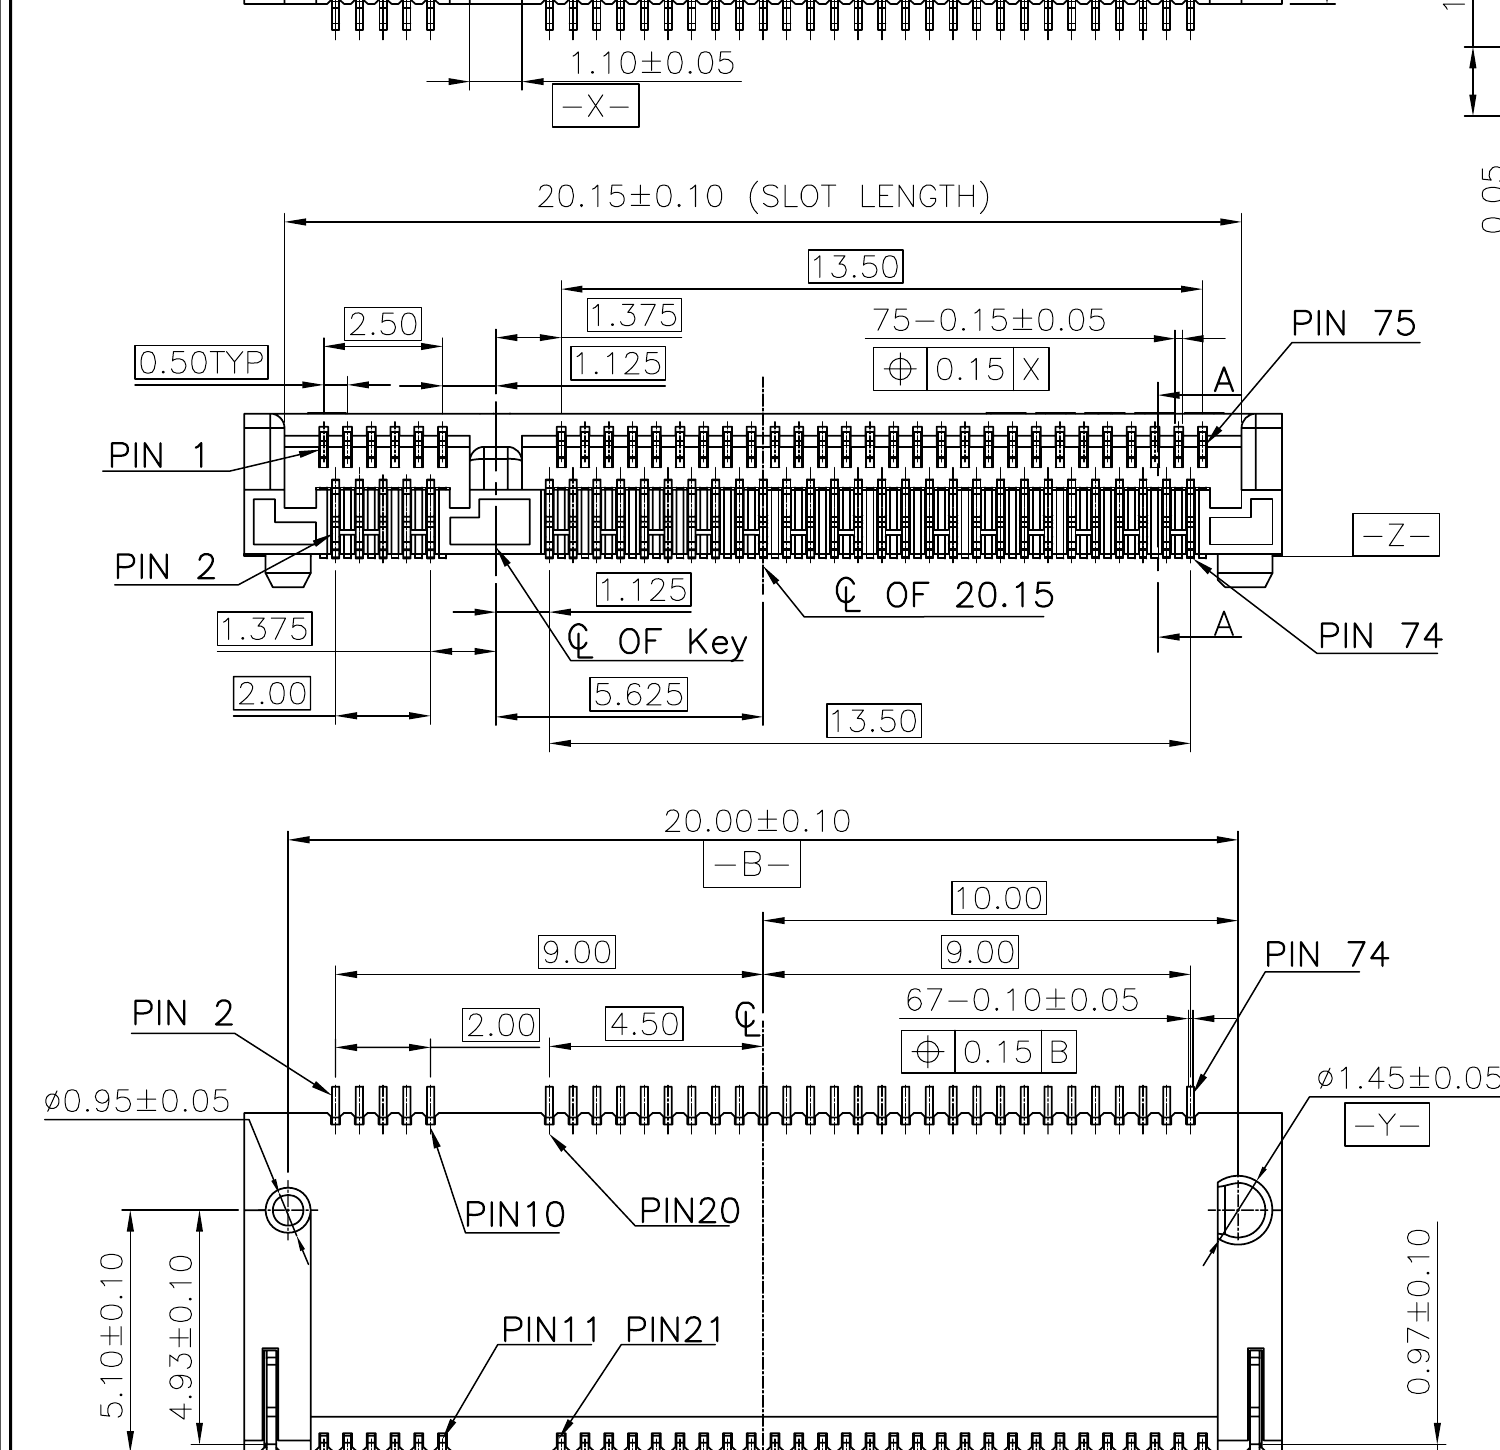 1.10±0.05
-X-
20.15±0.10 (SLOT LENGTH)
0.05
13.50
2.50
1.375
75-0.15±0.05
PIN 75
0.50TYP
1.125
⌖ 0.15 X
A
PIN 1
-Z-
PIN 2
1.125
℄ OF 20.15
1.375
℄ OF Key
A
PIN 74
2.00
5.625
13.50
20.00±0.10
-B-
10.00
9.00
9.00
PIN 74
PIN 2
2.00
4.50
℄
67-0.10±0.05
⌖ 0.15 B
ø0.95±0.05
ø1.45±0.05
-Y-
PIN10
PIN20
5.10±0.10
4.93±0.10
0.97±0.10
PIN11
PIN21